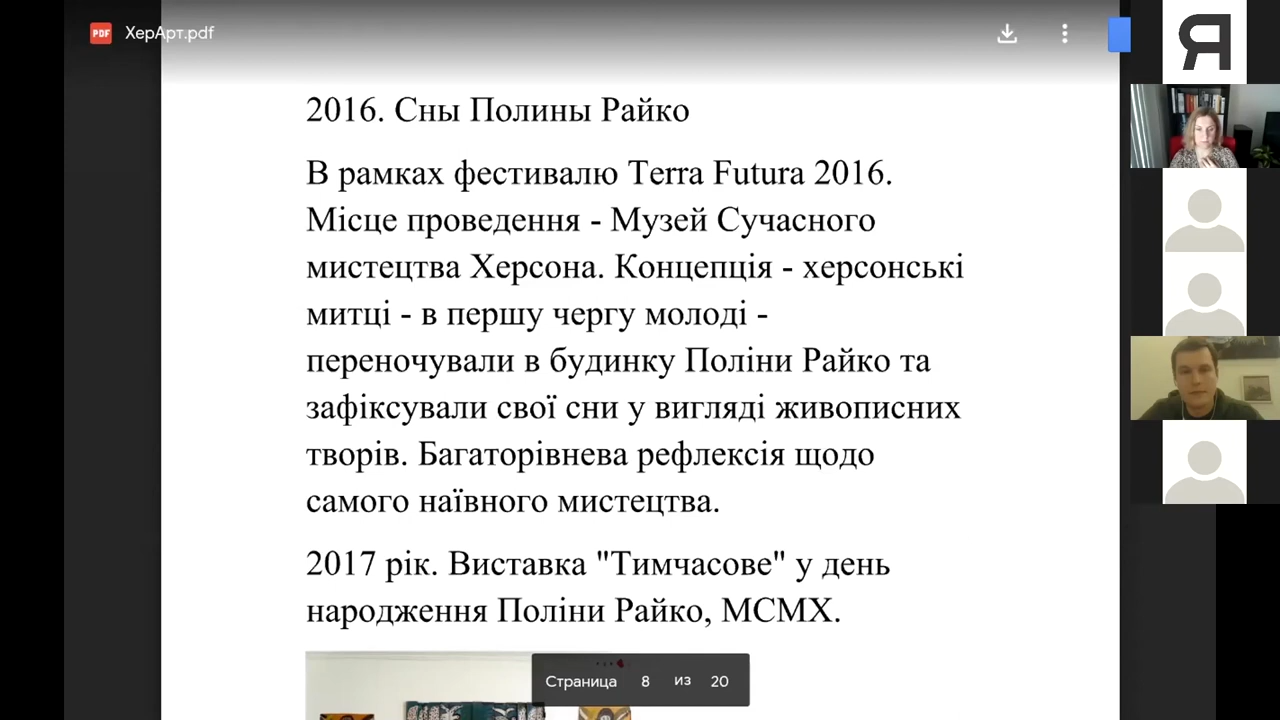 ХерАрт.pdf
PDF
Я
2016. Сны Полины Райко
В рамках фестивалю Terra Futura 2016.
Місце проведення - Музей Сучасного
мистецтва Херсона. Концепція - херсонські
митці - в першу чергу молоді -
переночували в будинку Поліни Райко та
зафіксували свої сни у вигляді живописних
творів. Багаторівнева рефлексія щодо
самого наївного мистецтва.
2017 рік. Виставка "Тимчасове" у день
народження Поліни Райко, МСМХ.
Страница 8 из 20